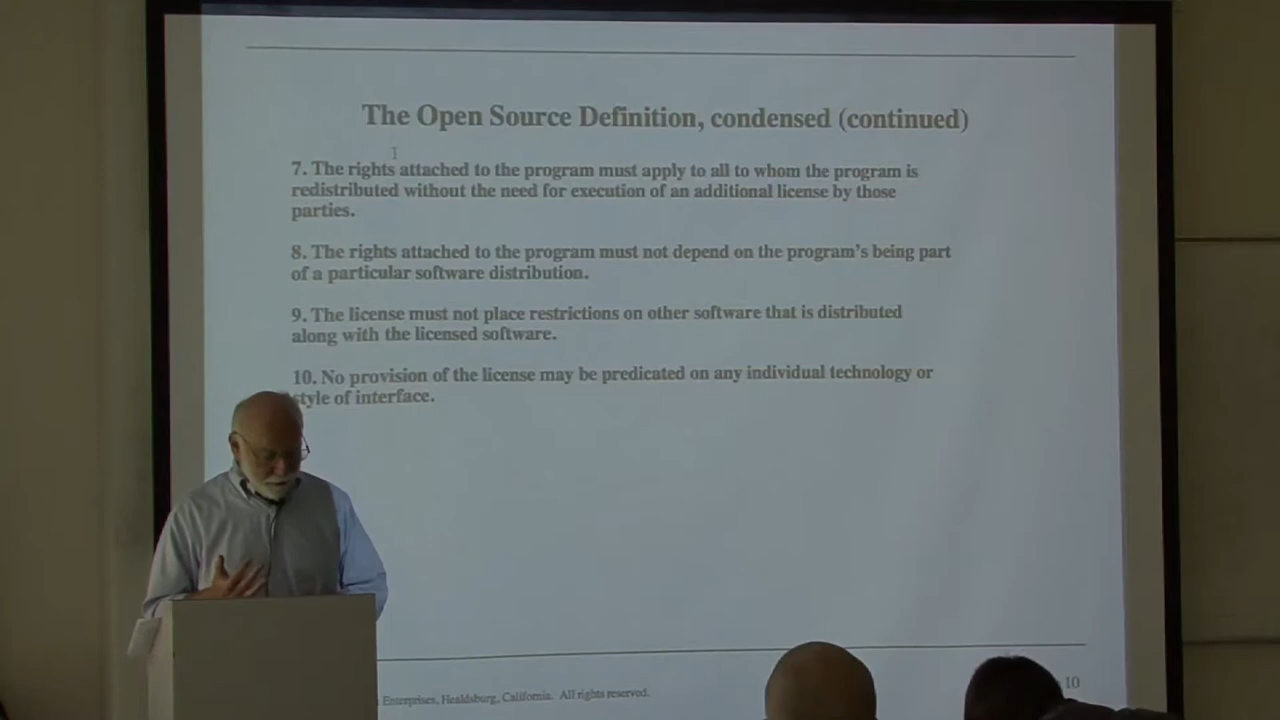 The Open Source Definition, condensed (continued)
7. The rights attached to the program must apply to all to whom the program is
redistributed without the need for execution of an additional license by those
parties.
8. The rights attached to the program must not depend on the program's being part
of a particular software distribution.
9. The license must not place restrictions on other software that is distributed
along with the licensed software.
10. No provision of the license may be predicated on any individual technology or
style of interface.
Enterprises, Healdsburg, California. All rights reserved.
10